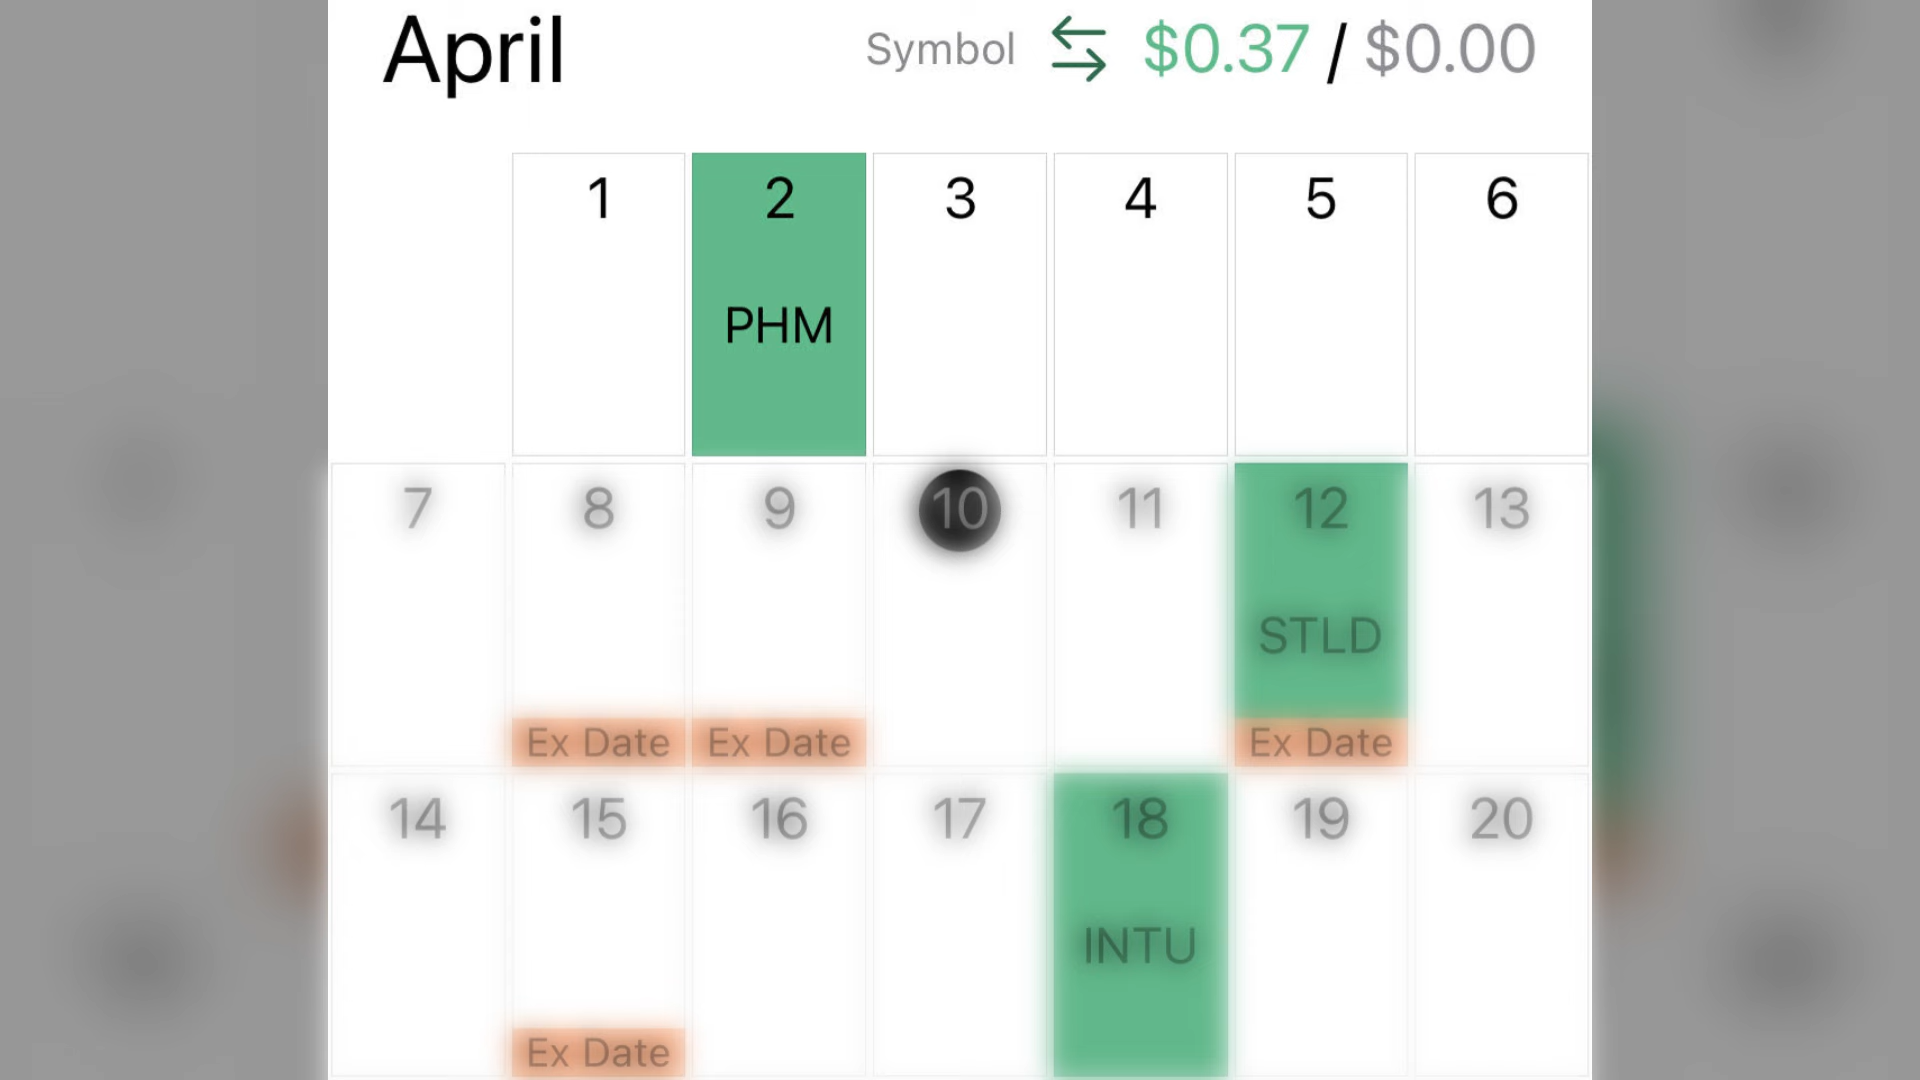 April
Symbol $0.37 / $0.00
1 2 3 4 5 6
PHM
7 8 9 10 11 12 13
STLD
Ex Date Ex Date Ex Date
14 15 16 17 18 19 20
INTU
Ex Date